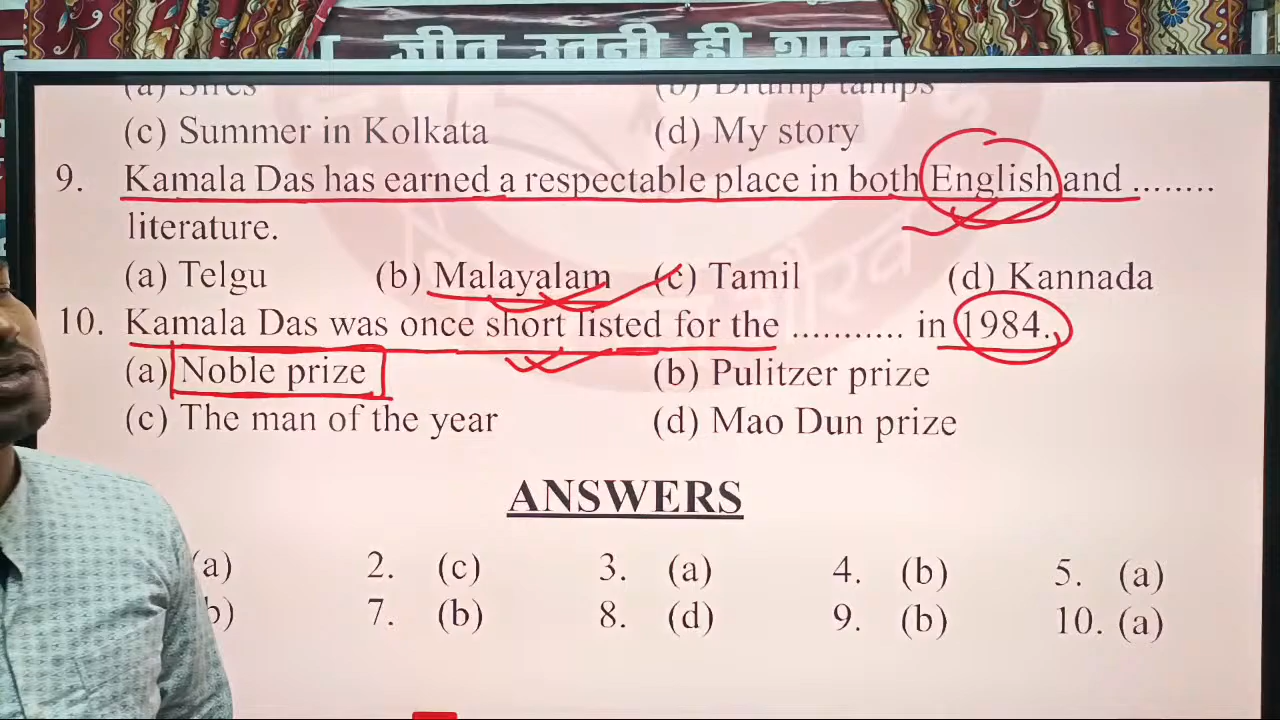 जीत उतनी ही शान
(c) Summer in Kolkata (d) My story
9. Kamala Das has earned a respectable place in both English and ........
literature.
(a) Telgu (b) Malayalam (c) Tamil (d) Kannada
10. Kamala Das was once short listed for the ........... in 1984.
(a) Noble prize (b) Pulitzer prize
(c) The man of the year (d) Mao Dun prize
ANSWERS
(a) 2. (c) 3. (a) 4. (b) 5. (a)
b) 7. (b) 8. (d) 9. (b) 10. (a)